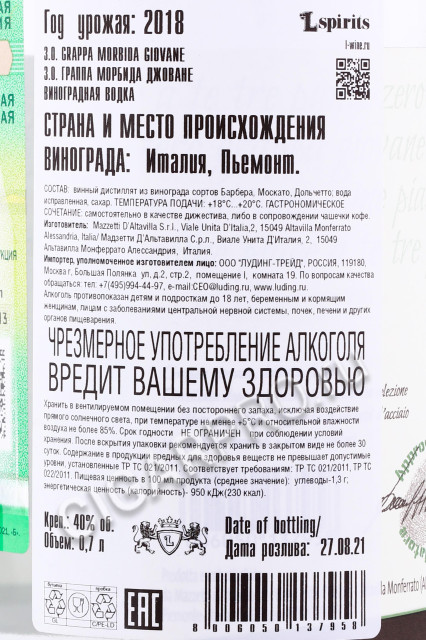 Год урожая: 2018
Lspirits
l-wine.ru
3.0. GRAPPA MORBIDA GIOVANE
3.0. ГРАППА МОРБИДА ДЖОВАНЕ
ВИНОГРАДНАЯ ВОДКА
СТРАНА И МЕСТО ПРОИСХОЖДЕНИЯ
ВИНОГРАДА: Италия, Пьемонт.
СОСТАВ: винный дистиллят из винограда сортов Барбера, Москато, Дольчетто; вода
исправленная, сахар. ТЕМПЕРАТУРА ПОДАЧИ: +18°С...+20°С. ГАСТРОНОМИЧЕСКОЕ
СОЧЕТАНИЕ: самостоятельно в качестве дижестива, либо в сопровождении чашечки кофе.
Изготовитель: Mazzetti D'Altavilla S.r.l., Viale Unita D'Italia,2, 15049 Altavilla Monferrato
Alessandria, Italia/ Мадзетти Д'Альтавилла С.р.л., Виале Унита Д'Италия, 2, 15049
Альтавилла Монферрато Алессандрия, Италия.
Импортер, уполномоченное изготовителем лицо: ООО "ЛУДИНГ-ТРЕЙД", РОССИЯ, 119180,
Москва г, Большая Полянка ул, д.2, стр.2, помещение I, комната 19. По вопросам качества
обращаться: тел: +7(495)994-44-97, e-mail:CEO@luding.ru, www.luding.ru.
Алкоголь противопоказан детям и подросткам до 18 лет, беременным и кормящим
женщинам, лицам с заболеваниями центральной нервной системы, почек, печени и других
органов пищеварения.
ЧРЕЗМЕРНОЕ УПОТРЕБЛЕНИЕ АЛКОГОЛЯ
ВРЕДИТ ВАШЕМУ ЗДОРОВЬЮ
Хранить в вентилируемом помещении без постороннего запаха, исключая воздействие
прямого солнечного света, при температуре не менее +5°С и относительной влажности
воздуха не более 85%. Срок годности НЕ ОГРАНИЧЕН при соблюдении условий
хранения. После вскрытия упаковки рекомендуется хранить в закрытом виде не более 30
суток. Содержание в продукции вредных для здоровья веществ не превышает допустимые
уровни, установленные ТР ТС 021/2011. Соответствует требованиям: ТР ТС 021/2011, ТР ТС
022/2011. Пищевая ценность в 100 мл продукта (среднее значение): углеводы-1,3 г;
энергетическая ценность (калорийность)- 950 кДж(230 ккал).
Креп.: 40% об.
Объем: 0,7 л
Date of bottling/
Дата розлива: 27.08.21
GL
C/PE-LD
EAC
8006050137958